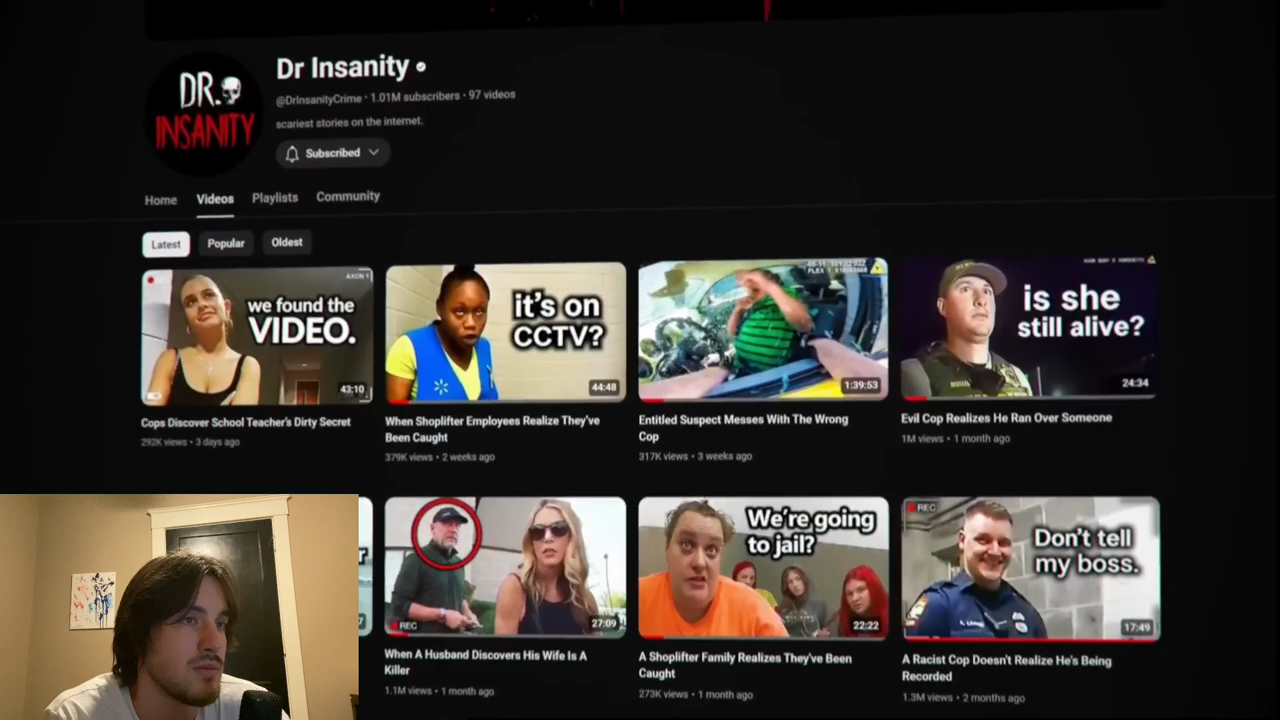 DR.
INSANITY
Dr Insanity
@DrInsanityCrime • 1.01M subscribers • 97 videos
scariest stories on the internet.
Subscribed
Home Videos Playlists Community
Latest Popular Oldest
AXON 1
we found the
VIDEO.
43:10
it's on
CCTV?
44:48
1:39:53
is she
still alive?
24:34
Cops Discover School Teacher's Dirty Secret
292K views • 3 days ago
When Shoplifter Employees Realize They've
Been Caught
379K views • 2 weeks ago
Entitled Suspect Messes With The Wrong
Cop
317K views • 3 weeks ago
Evil Cop Realizes He Ran Over Someone
1M views • 1 month ago
REC
27:09
We're going
to jail?
22:22
REC
Don't tell
my boss.
17:49
When A Husband Discovers His Wife Is A
Killer
1.1M views • 1 month ago
A Shoplifter Family Realizes They've Been
Caught
273K views • 1 month ago
A Racist Cop Doesn't Realize He's Being
Recorded
1.3M views • 2 months ago